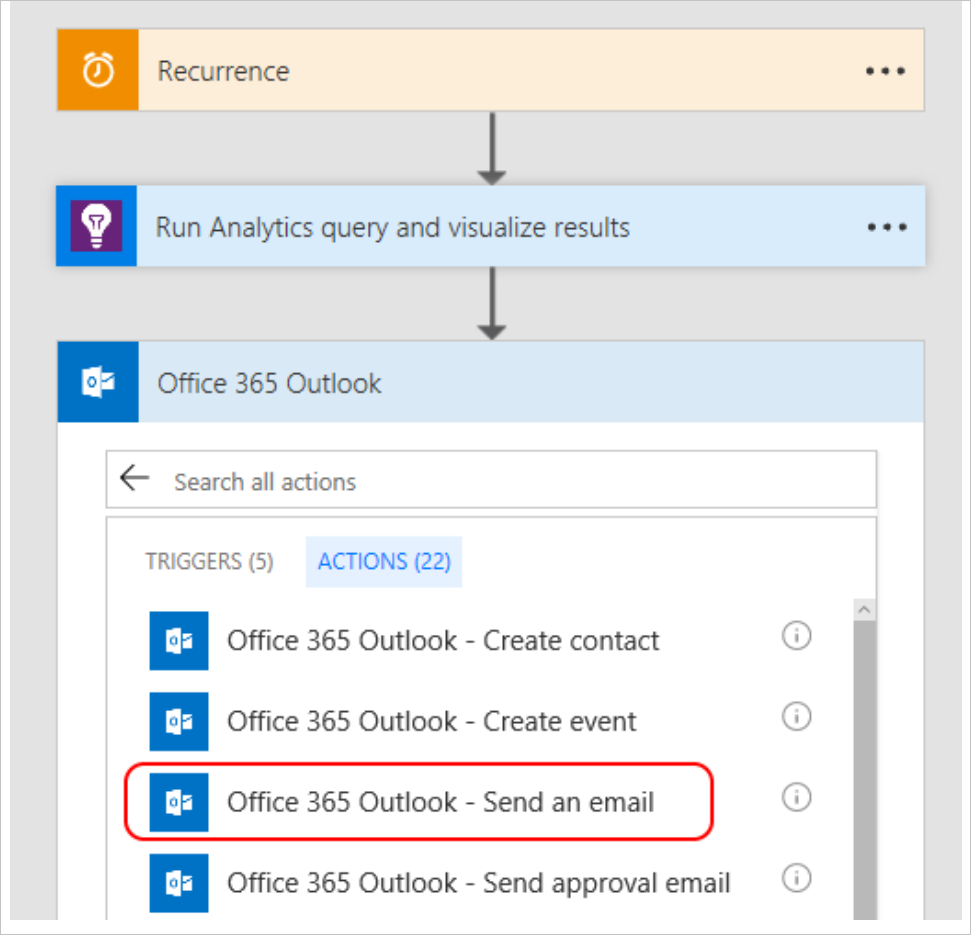 Recurrence
Run Analytics query and visualize results
Office 365 Outlook
Search all actions
TRIGGERS (5) ACTIONS (22)
Office 365 Outlook - Create contact
Office 365 Outlook - Create event
Office 365 Outlook - Send an email
Office 365 Outlook - Send approval email